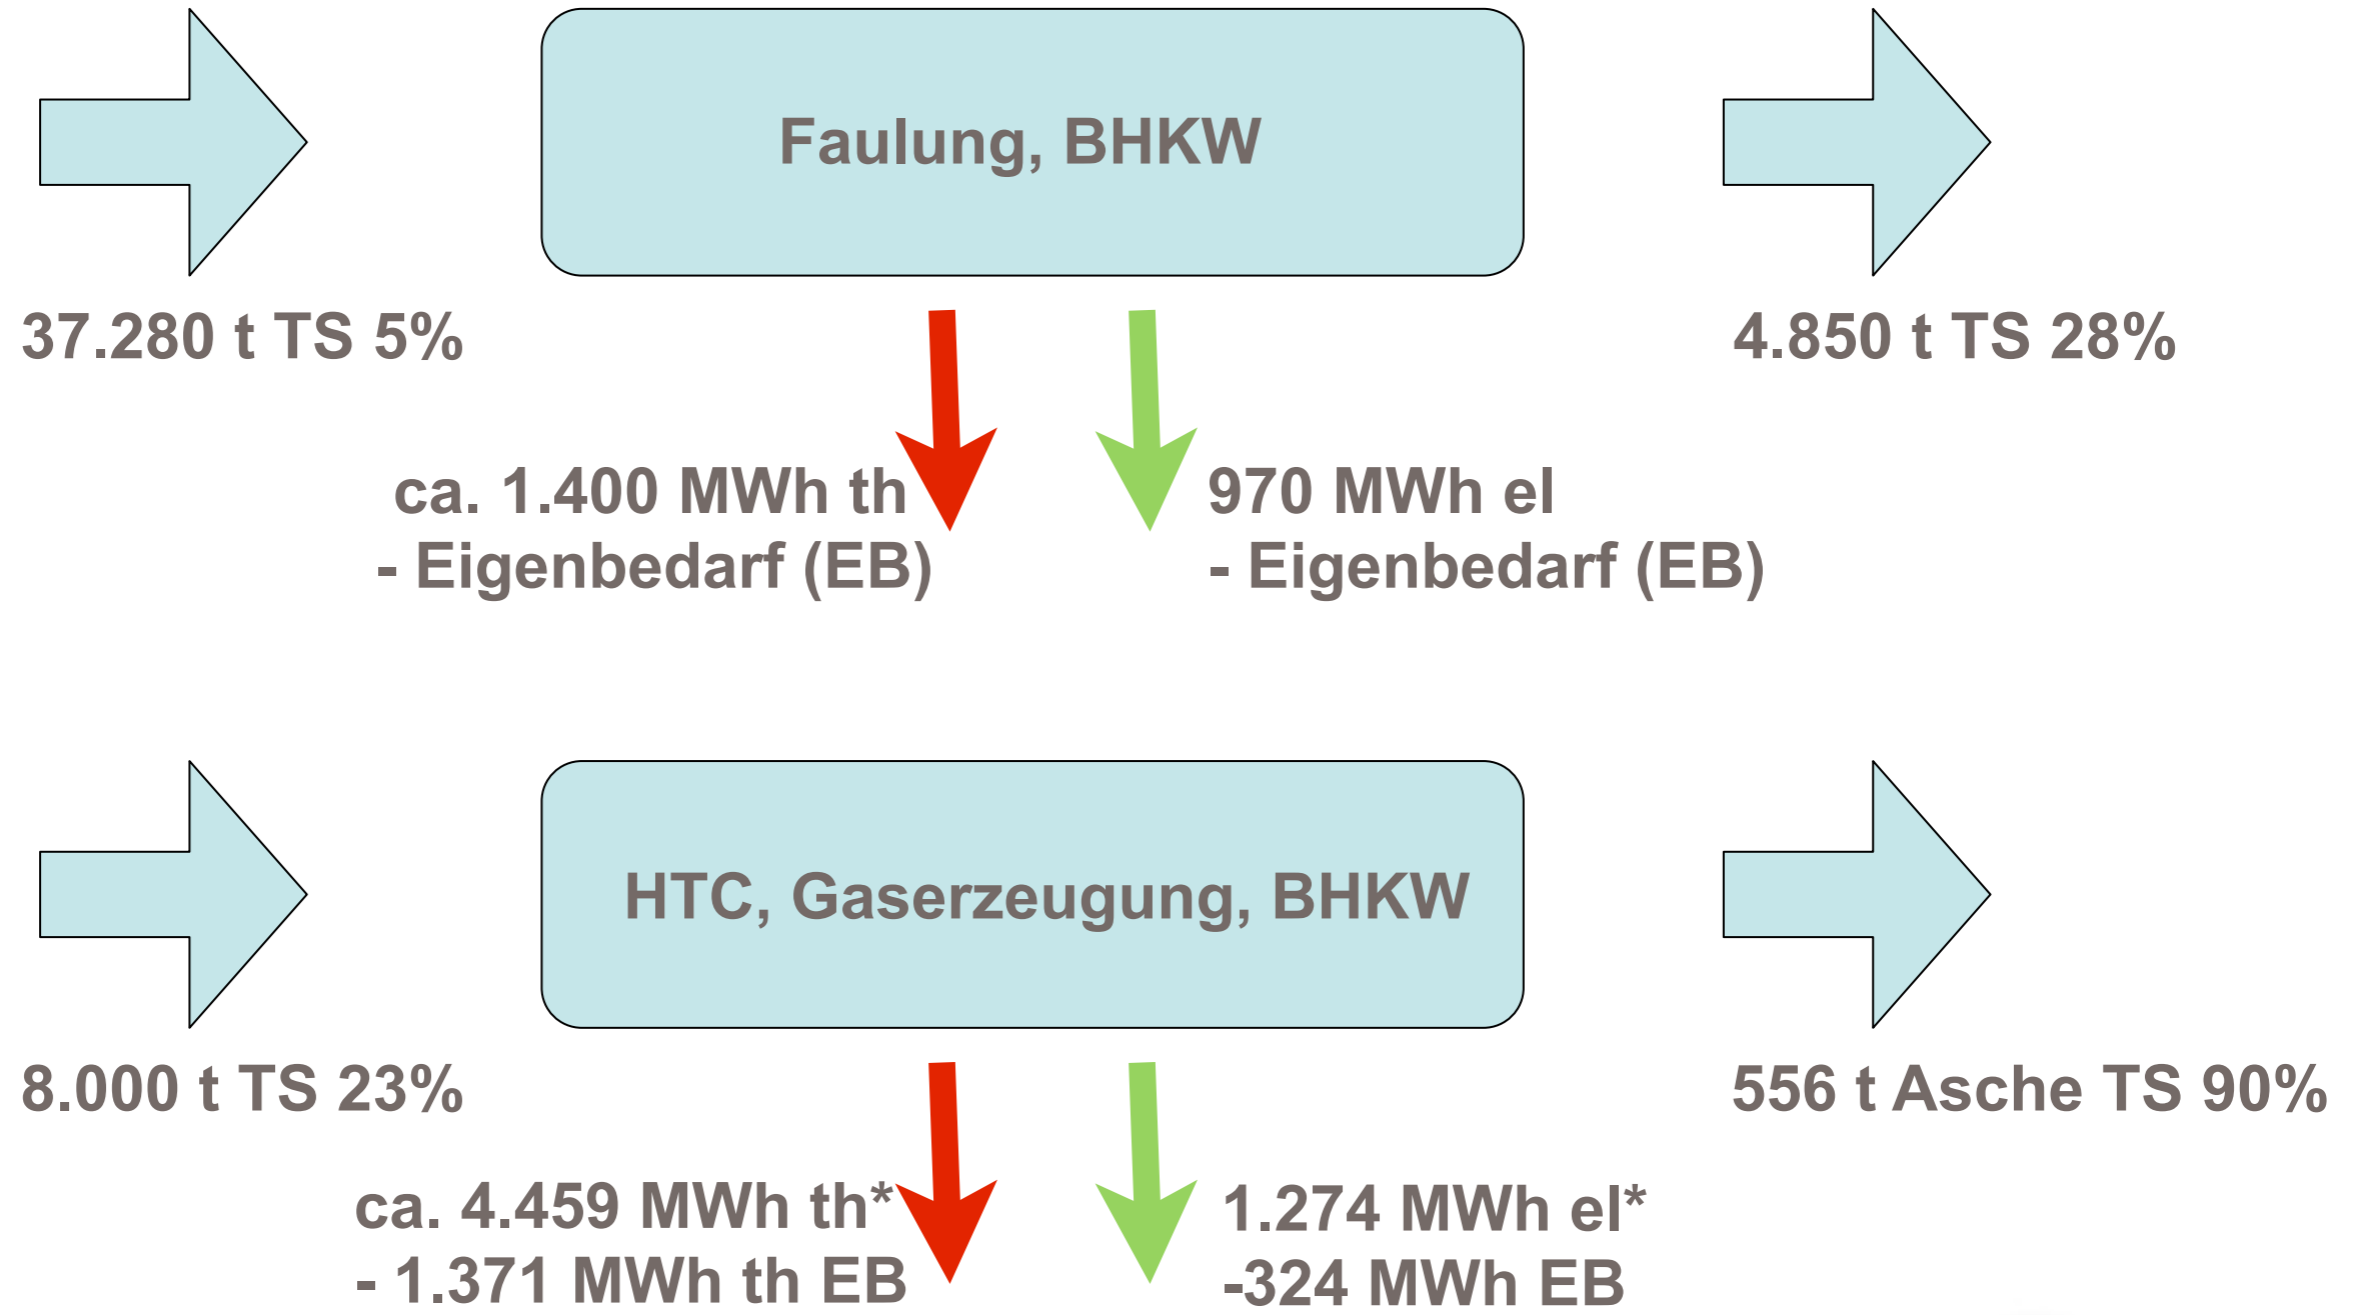 Faulung, BHKW
37.280 t TS 5%
4.850 t TS 28%
ca. 1.400 MWh th
- Eigenbedarf (EB)
970 MWh el
- Eigenbedarf (EB)
HTC, Gaserzeugung, BHKW
8.000 t TS 23%
556 t Asche TS 90%
ca. 4.459 MWh th*
- 1.371 MWh th EB
1.274 MWh el*
-324 MWh EB